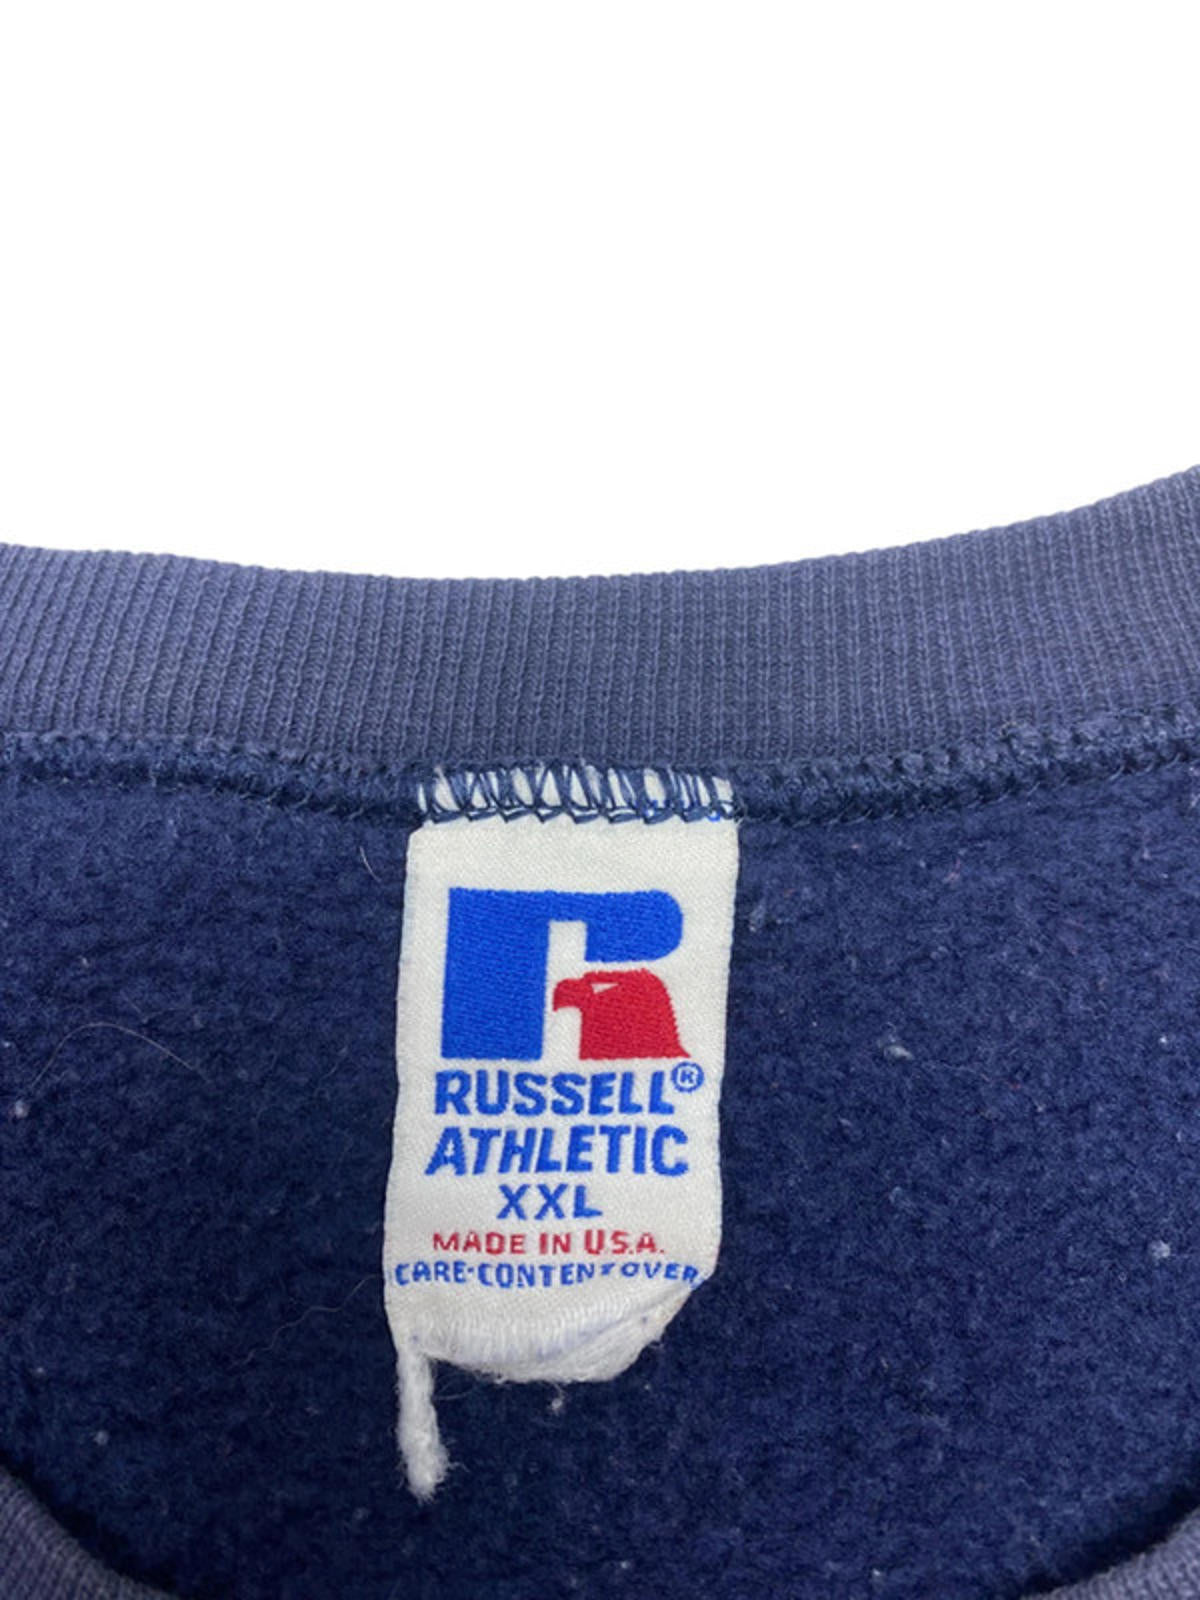 R
RUSSELL®
ATHLETIC
XXL
MADE IN U.S.A.
CARE·CONTENT OVER